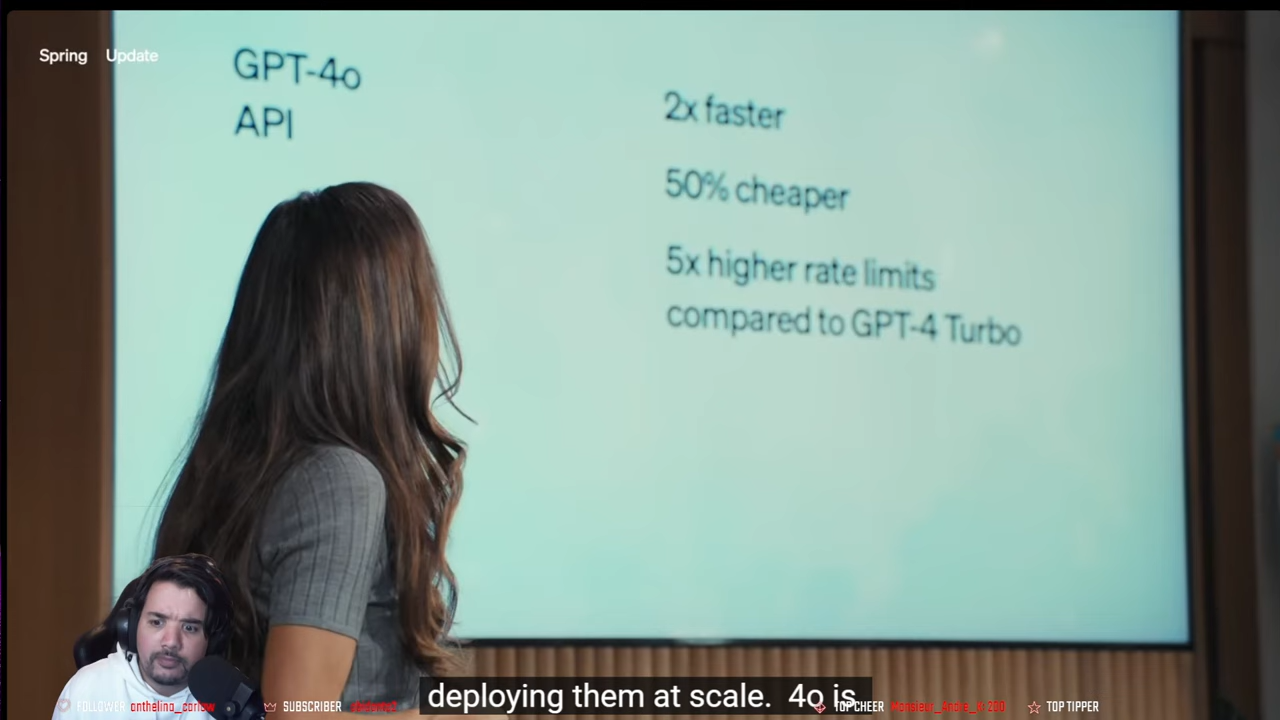 Spring Update
GPT-4o
API
2x faster
50% cheaper
5x higher rate limits
compared to GPT-4 Turbo
deploying them at scale. 4o is
FOLLOWER
SUBSCRIBER
TOP CHEER
TOP TIPPER